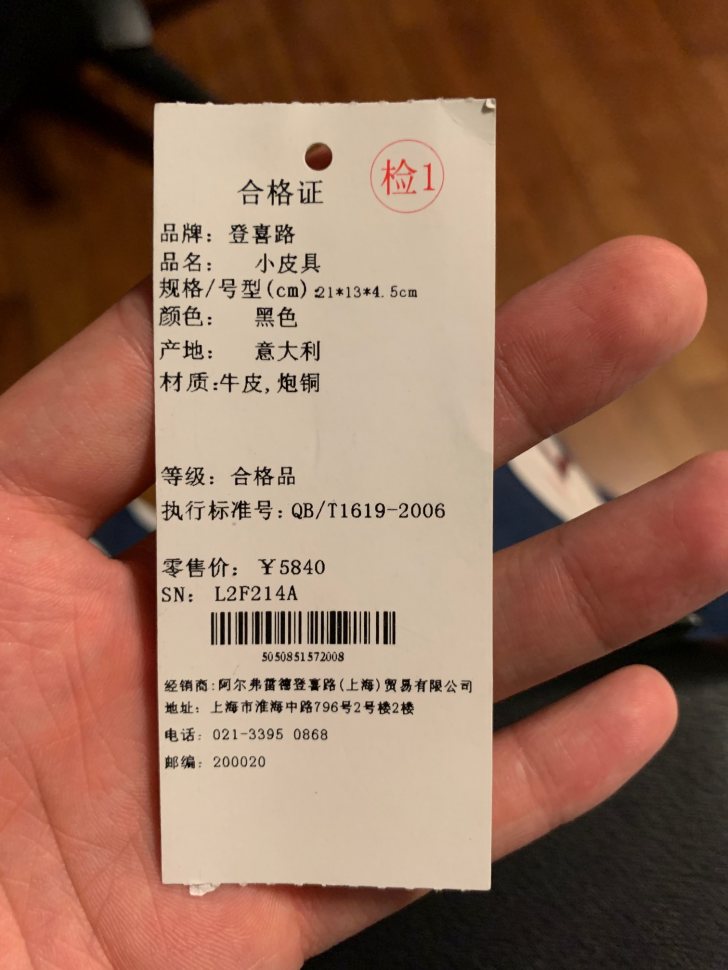 检1
合格证
品牌：登喜路
品名： 小皮具
规格/号型(cm):21*13*4.5cm
颜色： 黑色
产地： 意大利
材质:牛皮,炮铜
等级：合格品
执行标准号:QB/T1619-2006
零售价：￥5840
SN： L2F214A
5050851572008
经销商:阿尔弗雷德登喜路(上海)贸易有限公司
地址：上海市淮海中路796号2号楼2楼
电话：021-3395 0868
邮编：200020